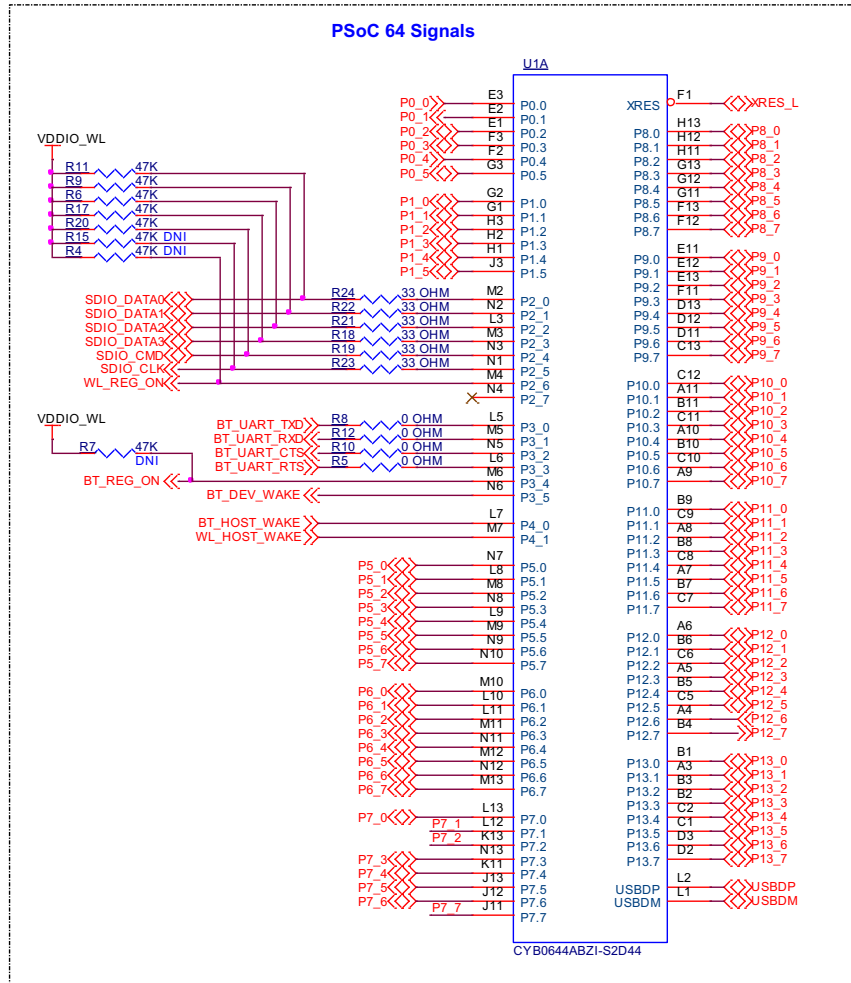 PSoC 64 Signals
U1A
P0_0 E3 P0.0
P0_1 E2 P0.1
P0_2 E1 P0.2
P0_3 F3 P0.3
P0_4 F2 P0.4
P0_5 G3 P0.5
P1_0 G2 P1.0
P1_1 G1 P1.1
P1_2 H3 P1.2
P1_3 H2 P1.3
P1_4 H1 P1.4
P1_5 J3 P1.5
VDDIO_WL
R11 47K
R9 47K
R6 47K
R17 47K
R20 47K
R15 47K DNI
R4 47K DNI
SDIO_DATA0 R24 33 OHM M2 P2_0
SDIO_DATA1 R22 33 OHM N2 P2_1
SDIO_DATA2 R21 33 OHM L3 P2_2
SDIO_DATA3 R18 33 OHM M3 P2_3
SDIO_CMD R19 33 OHM N3 P2_4
SDIO_CLK R23 33 OHM N1 P2_5
WL_REG_ON M4 P2_6
N4 P2_7
VDDIO_WL
R7 47K
DNI
BT_UART_TXD R8 0 OHM L5 P3_0
BT_UART_RXD R12 0 OHM M5 P3_1
BT_UART_CTS R10 0 OHM N5 P3_2
BT_UART_RTS R5 0 OHM L6 P3_3
BT_REG_ON M6 P3_4
BT_DEV_WAKE N6 P3_5
BT_HOST_WAKE L7 P4_0
WL_HOST_WAKE M7 P4_1
P5_0 N7 P5.0
P5_1 L8 P5.1
P5_2 M8 P5.2
P5_3 N8 P5.3
P5_4 L9 P5.4
P5_5 M9 P5.5
P5_6 N9 P5.6
P5_7 N10 P5.7
P6_0 M10 P6.0
P6_1 L10 P6.1
P6_2 L11 P6.2
P6_3 M11 P6.3
P6_4 N11 P6.4
P6_5 M12 P6.5
P6_6 N12 P6.6
P6_7 M13 P6.7
P7_0 L13 P7.0
P7_1 L12 P7.1
P7_2 K13 P7.2
P7_3 N13 P7.3
P7_4 K11 P7.4
P7_5 J13 P7.5
P7_6 J12 P7.6
P7_7 J11 P7.7
XRES F1 XRES_L
P8.0 H13 P8_0
P8.1 H12 P8_1
P8.2 H11 P8_2
P8.3 G13 P8_3
P8.4 G12 P8_4
P8.5 G11 P8_5
P8.6 F13 P8_6
P8.7 F12 P8_7
P9.0 E11 P9_0
P9.1 E12 P9_1
P9.2 E13 P9_2
P9.3 F11 P9_3
P9.4 D13 P9_4
P9.5 D12 P9_5
P9.6 D11 P9_6
P9.7 C13 P9_7
P10.0 C12 P10_0
P10.1 A11 P10_1
P10.2 B11 P10_2
P10.3 C11 P10_3
P10.4 A10 P10_4
P10.5 B10 P10_5
P10.6 C10 P10_6
P10.7 A9 P10_7
P11.0 B9 P11_0
P11.1 C9 P11_1
P11.2 A8 P11_2
P11.3 B8 P11_3
P11.4 C8 P11_4
P11.5 A7 P11_5
P11.6 B7 P11_6
P11.7 C7 P11_7
P12.0 A6 P12_0
P12.1 B6 P12_1
P12.2 C6 P12_2
P12.3 A5 P12_3
P12.4 B5 P12_4
P12.5 C5 P12_5
P12.6 A4 P12_6
P12.7 B4 P12_7
P13.0 B1 P13_0
P13.1 A3 P13_1
P13.2 B3 P13_2
P13.3 B2 P13_3
P13.4 C2 P13_4
P13.5 C1 P13_5
P13.6 D3 P13_6
P13.7 D2 P13_7
USBDP L2 USBDP
USBDM L1 USBDM
CYB0644ABZI-S2D44